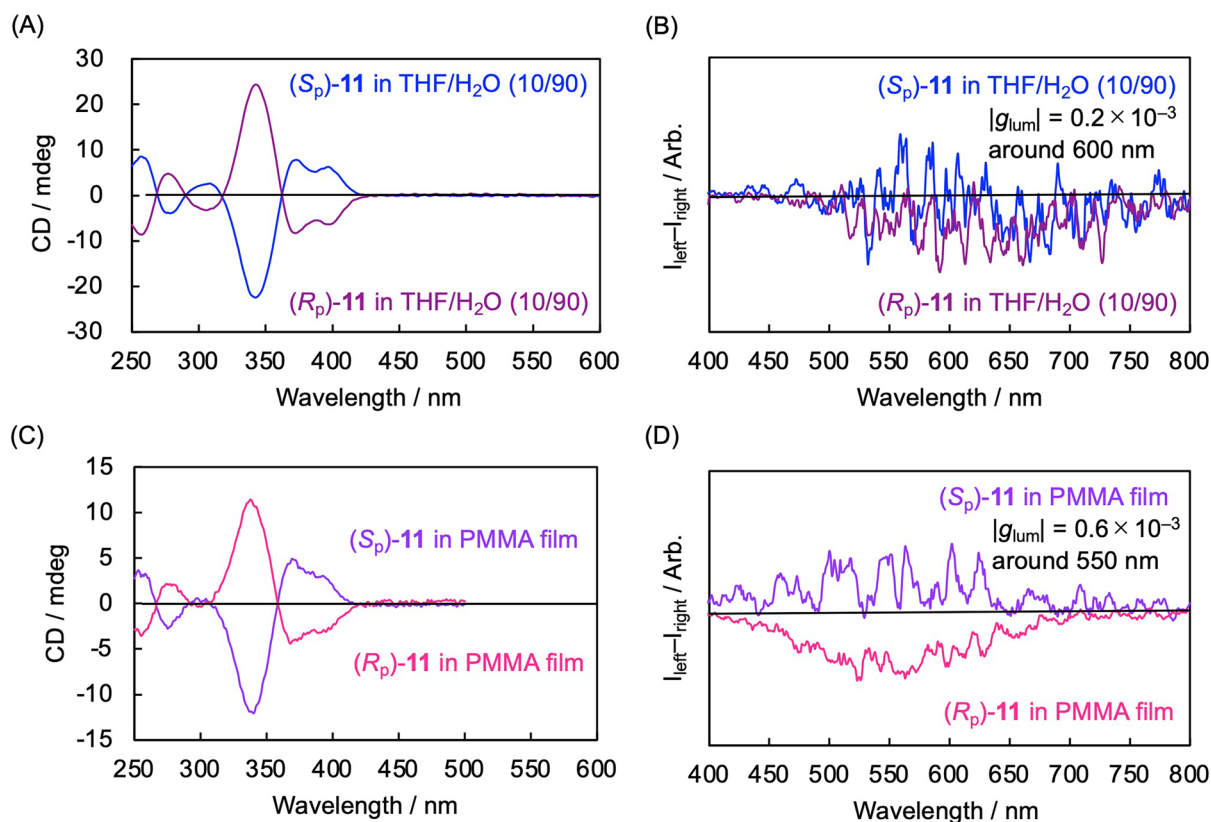 (A)
30
20
10
0
-10
-20
-30
CD / mdeg
(Sp)-11 in THF/H2O (10/90)
(Rp)-11 in THF/H2O (10/90)
250 300 350 400 450 500 550 600
Wavelength / nm
(B)
Ileft–Iright / Arb.
(Sp)-11 in THF/H2O (10/90)
|glum| = 0.2 × 10–3
around 600 nm
(Rp)-11 in THF/H2O (10/90)
400 450 500 550 600 650 700 750 800
Wavelength / nm
(C)
15
10
5
0
-5
-10
-15
CD / mdeg
(Sp)-11 in PMMA film
(Rp)-11 in PMMA film
250 300 350 400 450 500 550 600
Wavelength / nm
(D)
Ileft–Iright / Arb.
(Sp)-11 in PMMA film
|glum| = 0.6 × 10–3
around 550 nm
(Rp)-11 in PMMA film
400 450 500 550 600 650 700 750 800
Wavelength / nm